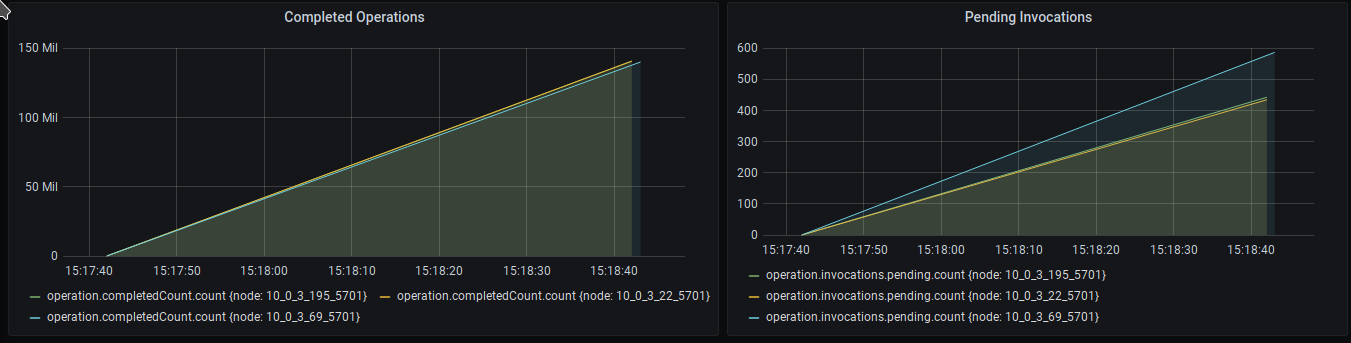 Completed Operations
150 Mil
100 Mil
50 Mil
0
15:17:40 15:17:50 15:18:00 15:18:10 15:18:20 15:18:30 15:18:40
operation.completedCount.count {node: 10_0_3_195_5701} operation.completedCount.count {node: 10_0_3_22_5701}
operation.completedCount.count {node: 10_0_3_69_5701}
Pending Invocations
600
500
400
300
200
100
0
15:17:40 15:17:50 15:18:00 15:18:10 15:18:20 15:18:30 15:18:40
operation.invocations.pending.count {node: 10_0_3_195_5701}
operation.invocations.pending.count {node: 10_0_3_22_5701}
operation.invocations.pending.count {node: 10_0_3_69_5701}